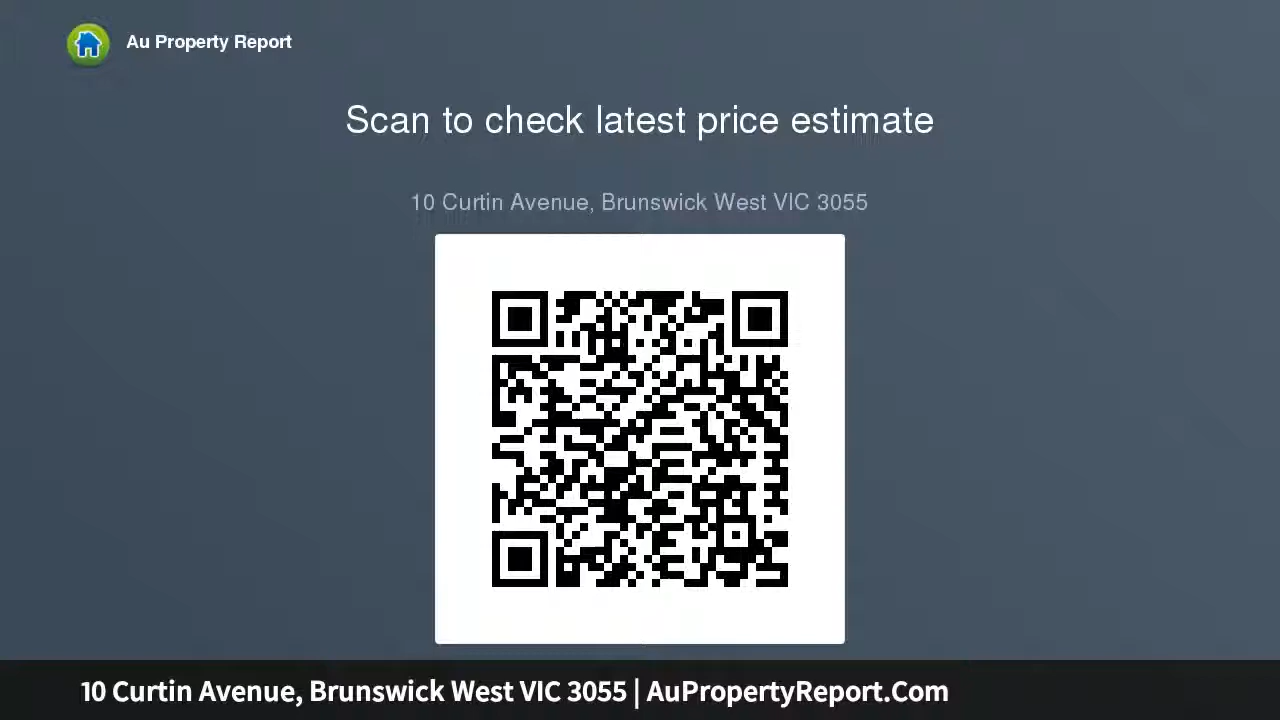 Au Property Report
Scan to check latest price estimate
10 Curtin Avenue, Brunswick West VIC 3055
10 Curtin Avenue, Brunswick West VIC 3055 | AuPropertyReport.Com